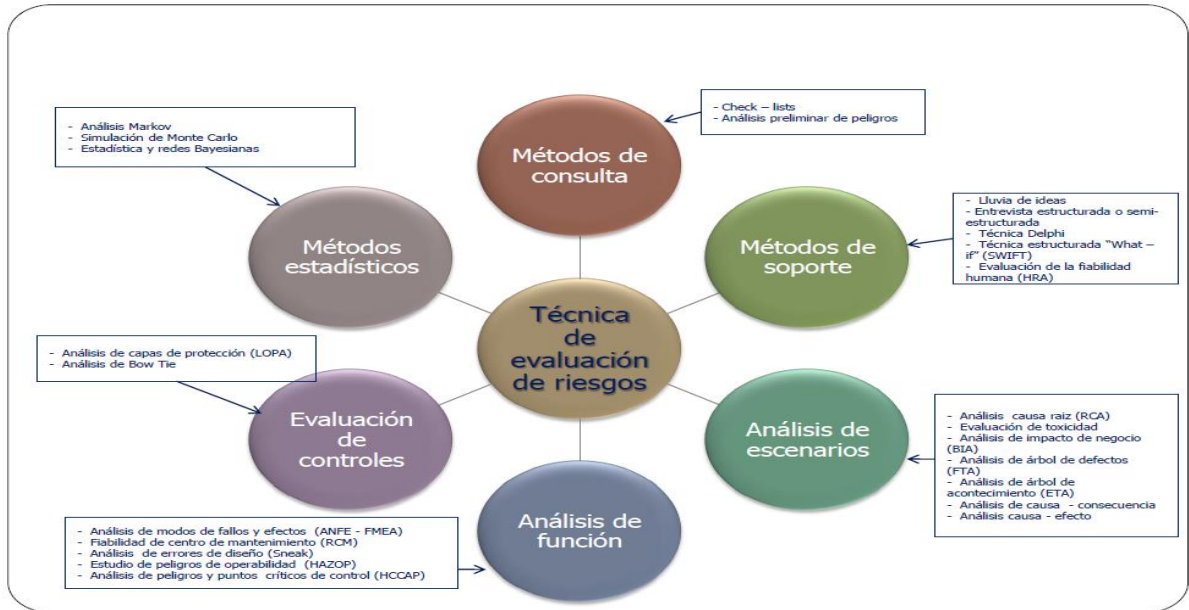 - Check – lists
- Análisis preliminar de peligros
Métodos de
consulta
- Análisis Markov
- Simulación de Monte Carlo
- Estadística y redes Bayesianas
Métodos
estadísticos
- Lluvia de ideas
- Entrevista estructurada o semi-
estructurada
- Técnica Delphi
- Técnica estructurada “What –
if” (SWIFT)
- Evaluación de la fiabilidad
humana (HRA)
Métodos de
soporte
Técnica
de
evaluación
de riesgos
- Análisis de capas de protección (LOPA)
- Análisis de Bow Tie
Evaluación
de
controles
- Análisis causa raiz (RCA)
- Evaluación de toxicidad
- Análisis de impacto de negocio
(BIA)
- Análisis de árbol de defectos
(FTA)
- Análisis de árbol de
acontecimiento (ETA)
- Análisis de causa - consecuencia
- Análisis causa - efecto
Análisis de
escenarios
- Análisis de modos de fallos y efectos (ANFE - FMEA)
- Fiabilidad de centro de mantenimiento (RCM)
- Análisis de errores de diseño (Sneak)
- Estudio de peligros de operabilidad (HAZOP)
- Análisis de peligros y puntos críticos de control (HCCAP)
Análisis de
función